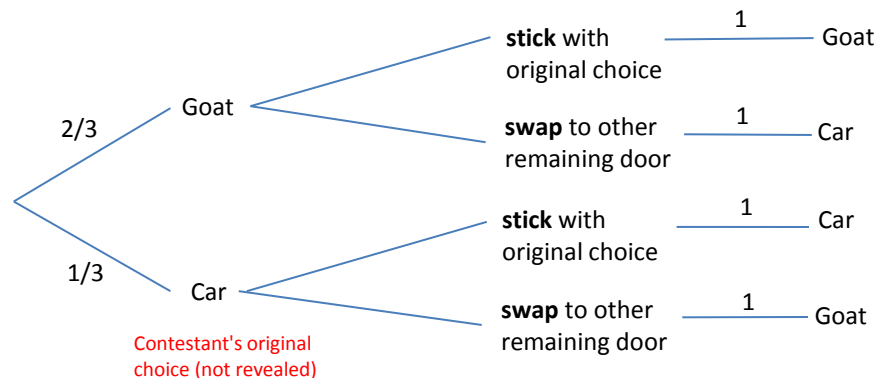 stick with
original choice
1
Goat
Goat
2/3
swap to other
remaining door
1
Car
stick with
original choice
1
Car
1/3
Car
swap to other
remaining door
1
Goat
Contestant's original
choice (not revealed)